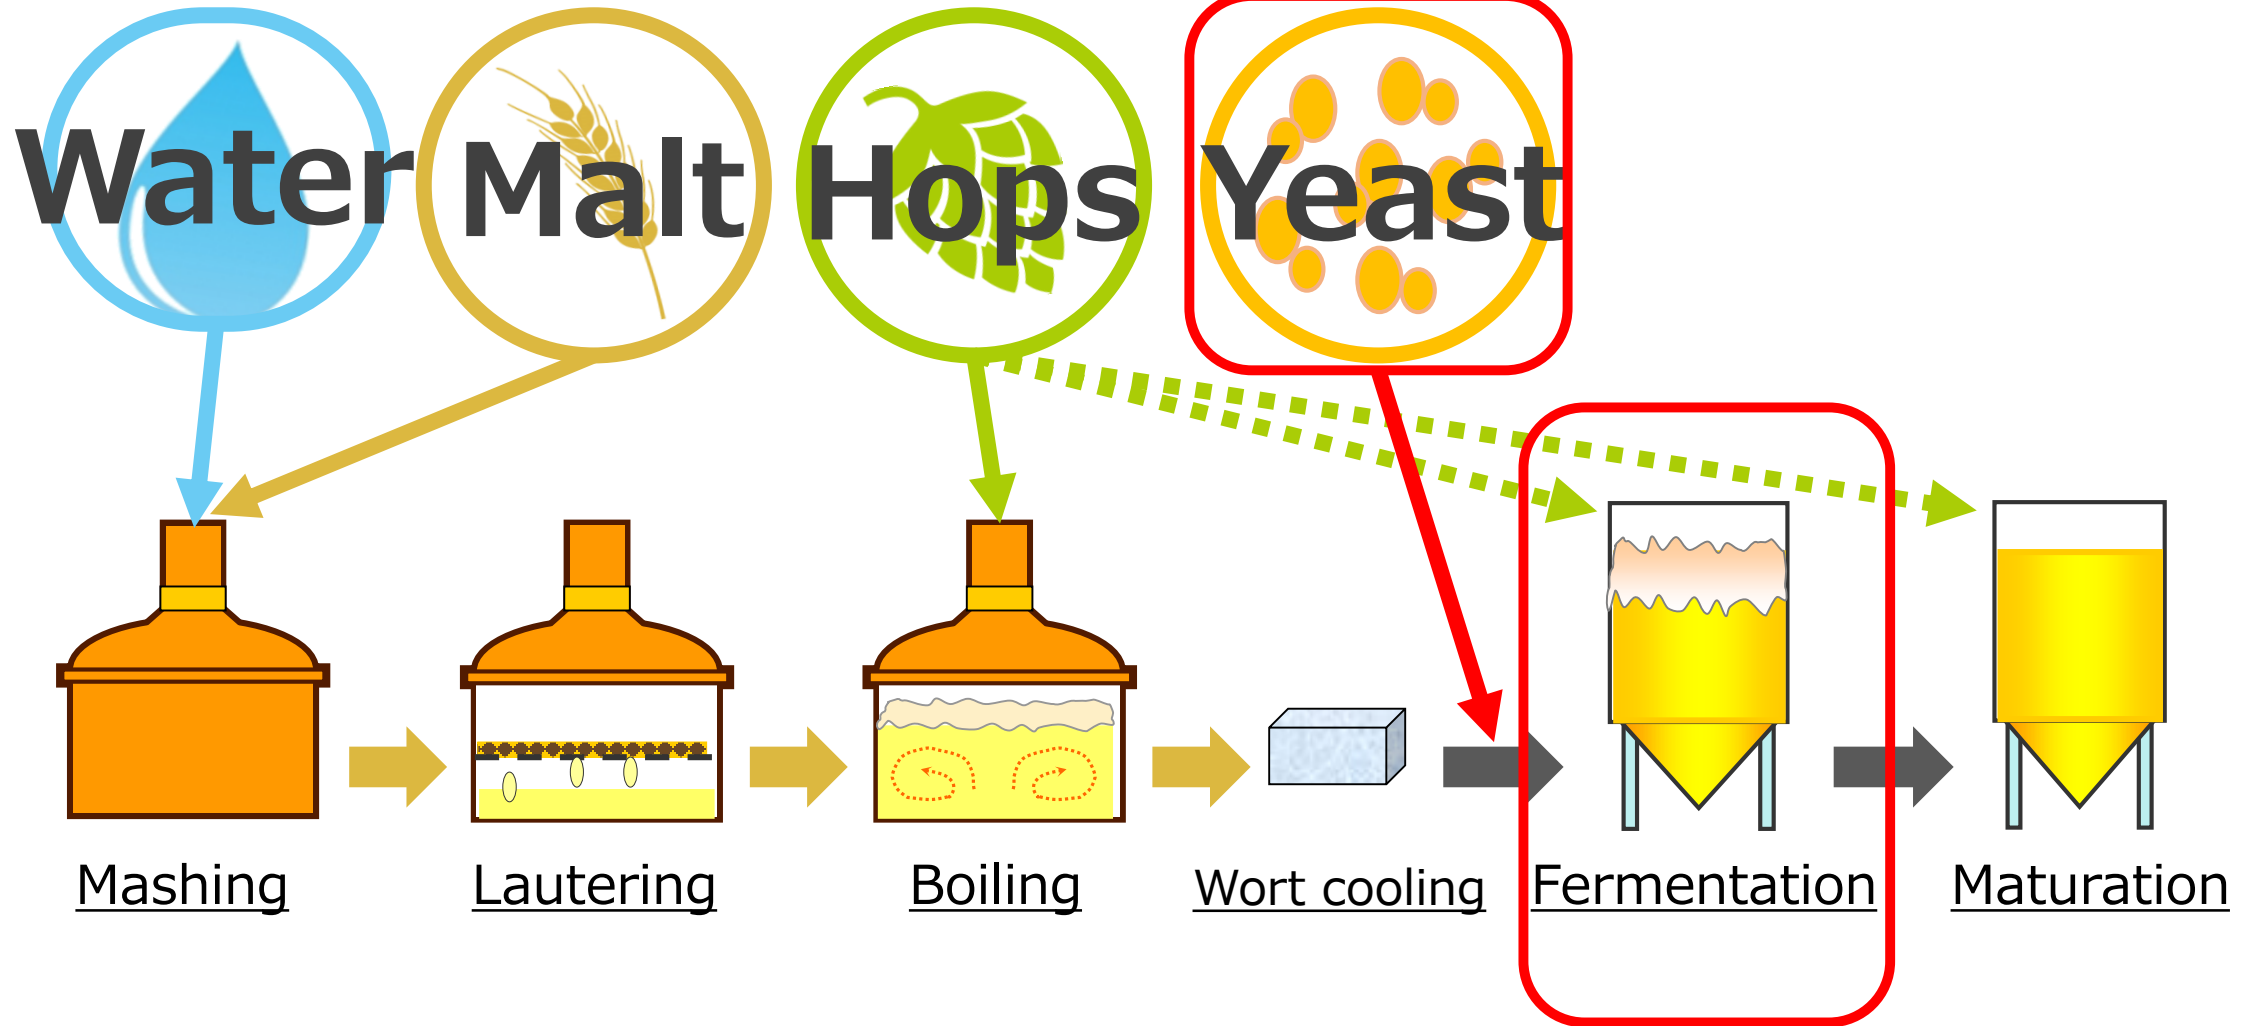 Water
Malt
Hops
Yeast
Mashing
Lautering
Boiling
Wort cooling
Fermentation
Maturation